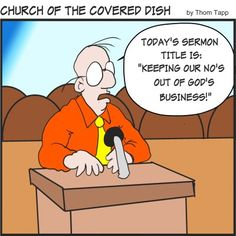 CHURCH OF THE COVERED DISH
by Thom Tapp
TODAY'S SERMON
TITLE IS:
"KEEPING OUR NO'S
OUT OF GOD'S
BUSINESS!"